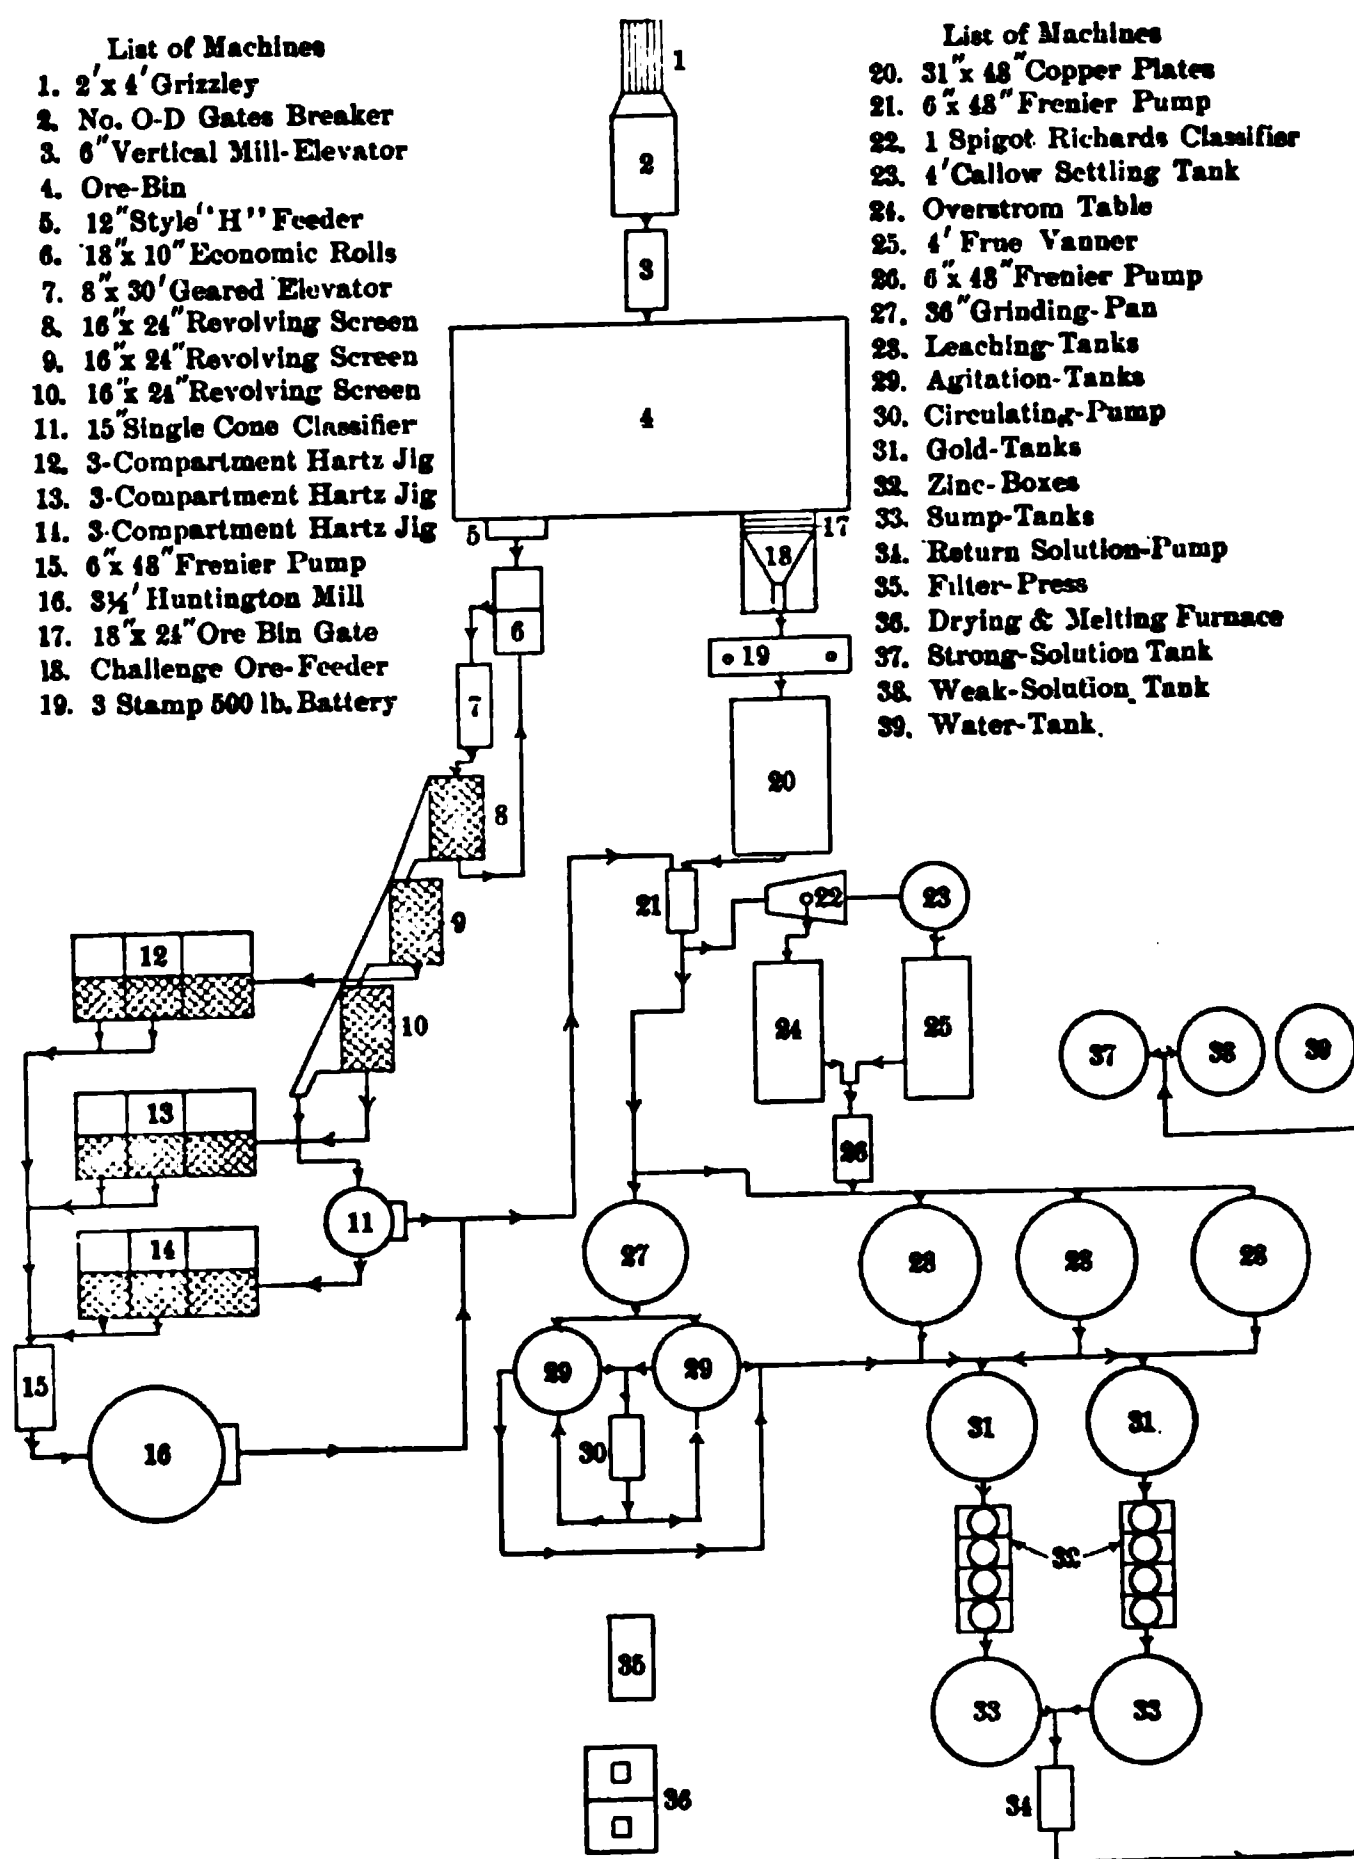 List of Machines
1. 2'x 4' Grizzley
2. No. O-D Gates Breaker
3. 6" Vertical Mill-Elevator
4. Ore-Bin
5. 12" Style "H" Feeder
6. 18"x 10" Economic Rolls
7. 8"x 30' Geared Elevator
8. 16"x 24" Revolving Screen
9. 16"x 24" Revolving Screen
10. 16"x 24" Revolving Screen
11. 15" Single Cone Classifier
12. 3-Compartment Hartz Jig
13. 3-Compartment Hartz Jig
14. 3-Compartment Hartz Jig
15. 6"x 48" Frenier Pump
16. 3½' Huntington Mill
17. 18"x 24" Ore Bin Gate
18. Challenge Ore-Feeder
19. 3 Stamp 500 lb. Battery
List of Machines
20. 31"x 48" Copper Plates
21. 6"x 48" Frenier Pump
22. 1 Spigot Richards Classifier
23. 4' Callow Settling Tank
24. Overstrom Table
25. 4' Frue Vanner
26. 6"x 48" Frenier Pump
27. 36" Grinding-Pan
28. Leaching-Tanks
29. Agitation-Tanks
30. Circulating-Pump
31. Gold-Tanks
32. Zinc-Boxes
33. Sump-Tanks
34. Return Solution-Pump
35. Filter-Press
36. Drying & Melting Furnace
37. Strong-Solution Tank
38. Weak-Solution Tank
39. Water-Tank.
1
2
3
4
5
17
18
6
19
7
20
8
21
22
23
9
12
10
24
25
37
38
39
13
26
11
14
27
28
28
28
15
29
29
16
30
31
31
32
35
33
33
36
34